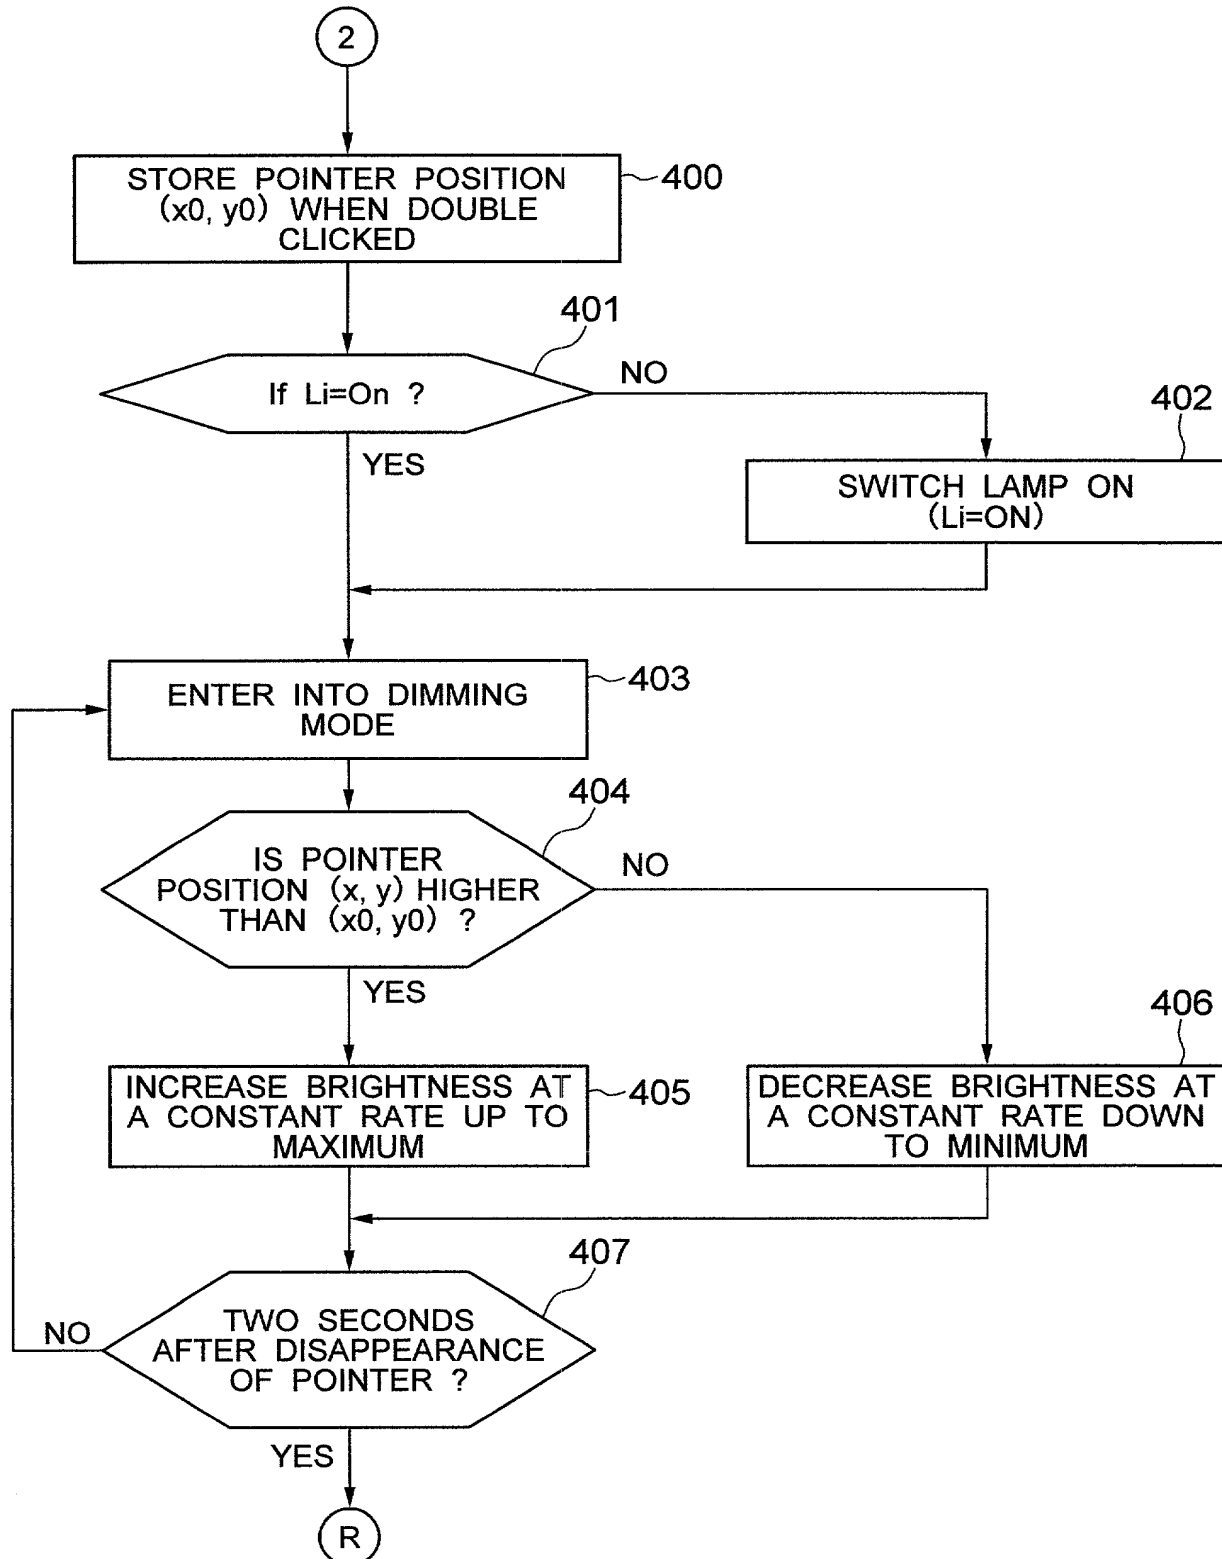 2
STORE POINTER POSITION
(x0, y0) WHEN DOUBLE
CLICKED
400
401
If Li=On ?
NO
YES
402
SWITCH LAMP ON
(Li=ON)
ENTER INTO DIMMING
MODE
403
404
IS POINTER
POSITION (x, y) HIGHER
THAN (x0, y0) ?
NO
YES
406
INCREASE BRIGHTNESS AT
A CONSTANT RATE UP TO
MAXIMUM
405
DECREASE BRIGHTNESS AT
A CONSTANT RATE DOWN
TO MINIMUM
407
TWO SECONDS
AFTER DISAPPEARANCE
OF POINTER ?
NO
YES
R